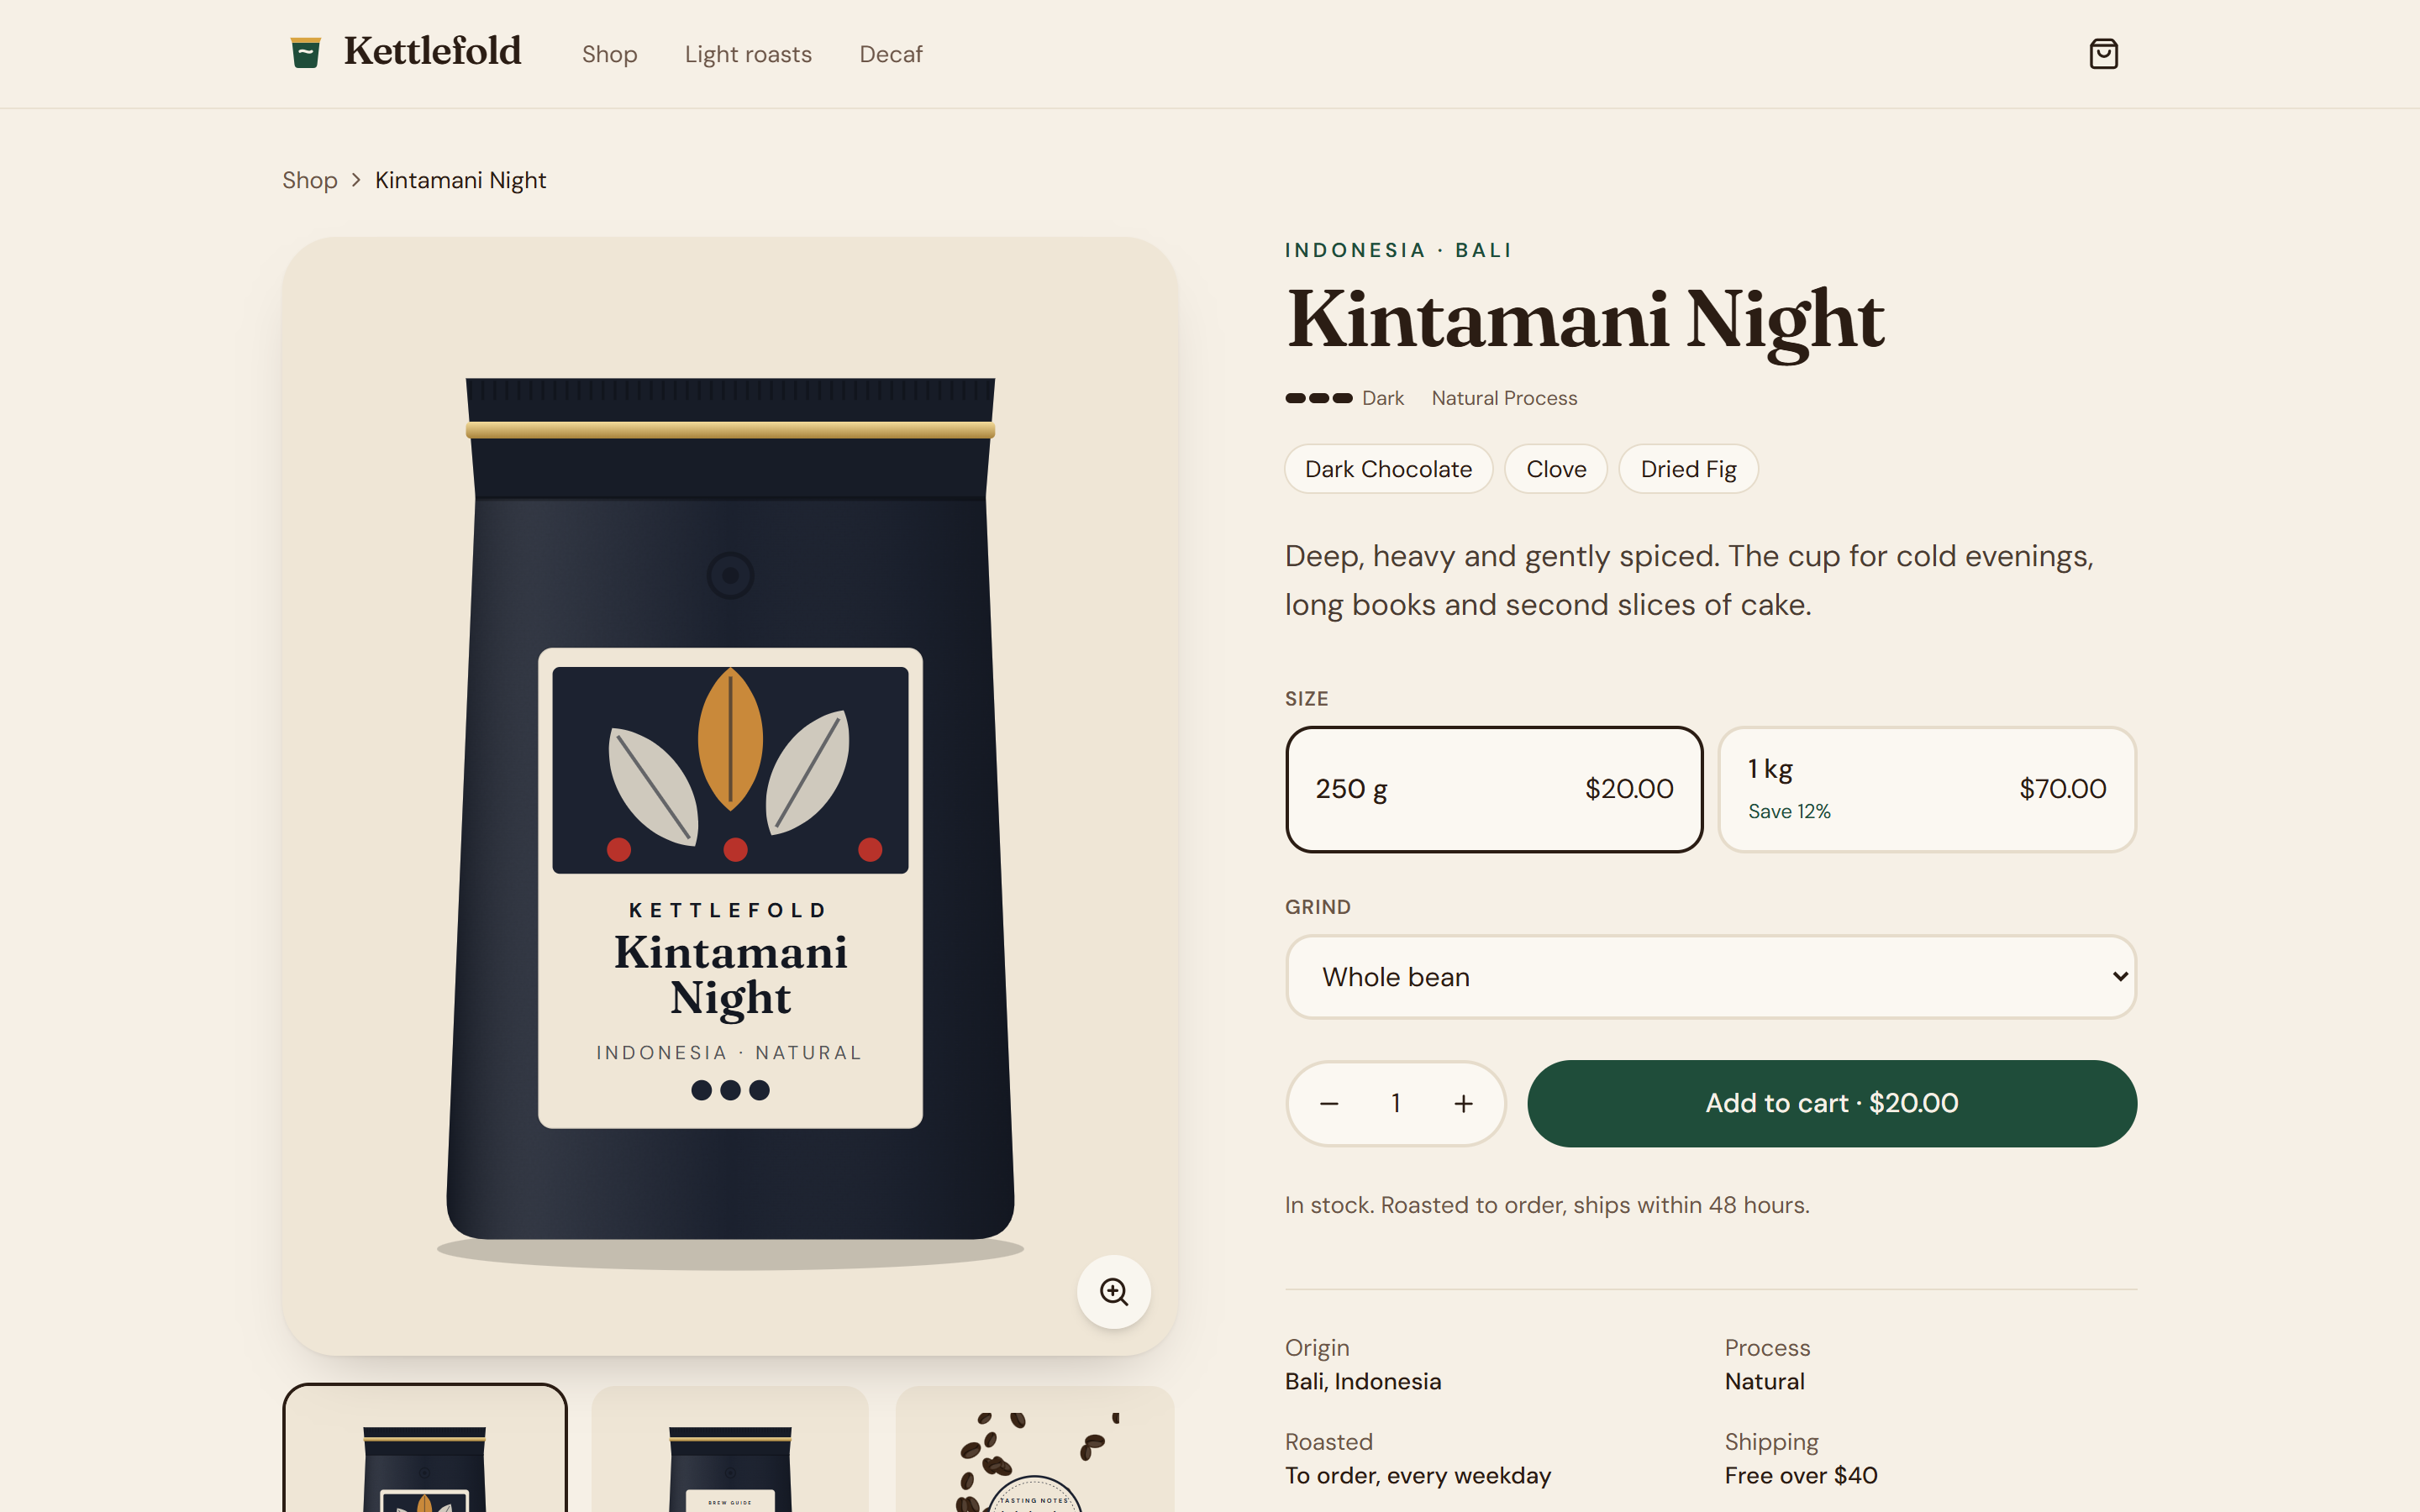 Kettlefold
Shop
Light roasts
Decaf
Shop
Kintamani Night
INDONESIA · BALI
Kintamani Night
Dark
Natural Process
Dark Chocolate
Clove
Dried Fig
Deep, heavy and gently spiced. The cup for cold evenings,
long books and second slices of cake.
SIZE
250 g
$20.00
1 kg
Save 12%
$70.00
GRIND
Whole bean
1
Add to cart · $20.00
In stock. Roasted to order, ships within 48 hours.
Origin
Bali, Indonesia
Process
Natural
Roasted
To order, every weekday
Shipping
Free over $40
KETTLEFOLD
Kintamani
Night
INDONESIA · NATURAL
BREW GUIDE
TASTING NOTES